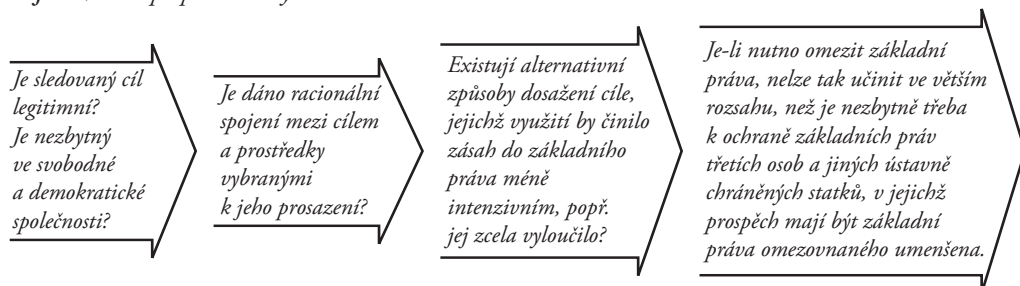 Je sledovaný cíl
legitimní?
Je nezbytný
ve svobodné
a demokratické
společnosti?
Je dáno racionální
spojení mezi cílem
a prostředky
vybranými
k jeho prosazení?
Existují alternativní
způsoby dosažení cíle,
jejichž využití by činilo
zásah do základního
práva méně
intenzivním, popř.
jej zcela vyloučilo?
Je-li nutno omezit základní
práva, nelze tak učinit ve větším
rozsahu, než je nezbytně třeba
k ochraně základních práv
třetích osob a jiných ústavně
chráněných statků, v jejichž
prospěch mají být základní
práva omezovnaného umenšena.